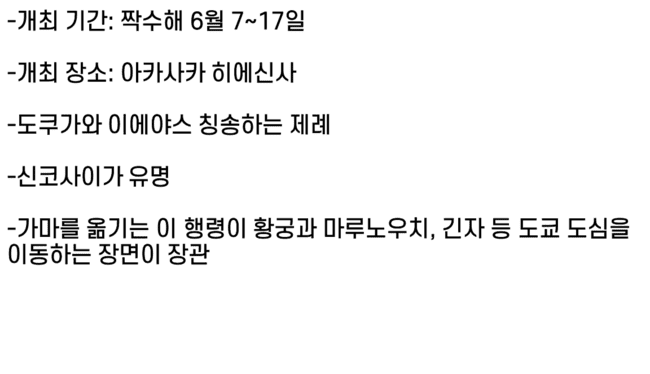 -개최 기간: 짝수해 6월 7~17일
-개최 장소: 아카사카 히에신사
-도쿠가와 이에야스 칭송하는 제례
-신코사이가 유명
-가마를 옮기는 이 행령이 황궁과 마루노우치, 긴자 등 도쿄 도심을
이동하는 장면이 장관